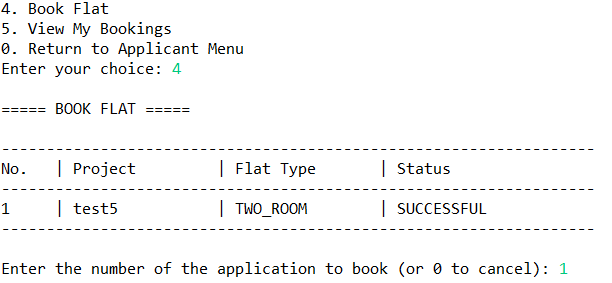 4. Book Flat
5. View My Bookings
0. Return to Applicant Menu
Enter your choice: 4
===== BOOK FLAT =====
------------------------------------------------------------------
No.   | Project         | Flat Type       | Status
------------------------------------------------------------------
1     | test5           | TWO_ROOM        | SUCCESSFUL
------------------------------------------------------------------
Enter the number of the application to book (or 0 to cancel): 1